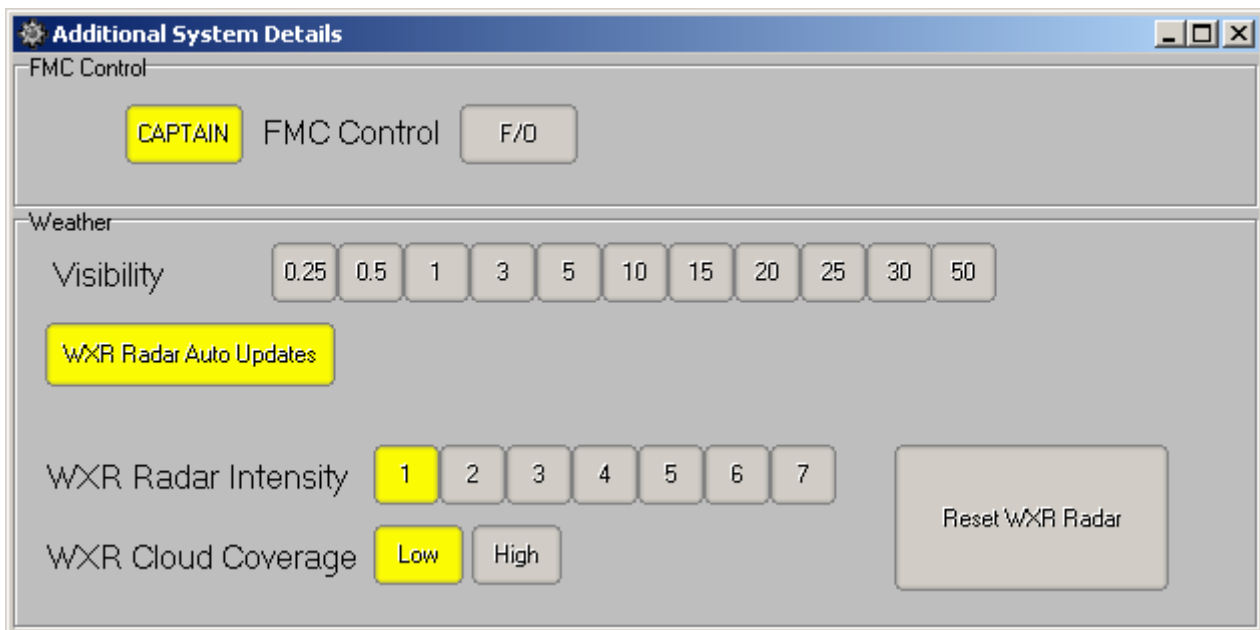 Additional System Details
FMC Control
CAPTAIN FMC Control F/O
Weather
Visibility 0.25 0.5 1 3 5 10 15 20 25 30 50
WXR Radar Auto Updates
WXR Radar Intensity 1 2 3 4 5 6 7
Reset WXR Radar
WXR Cloud Coverage Low High